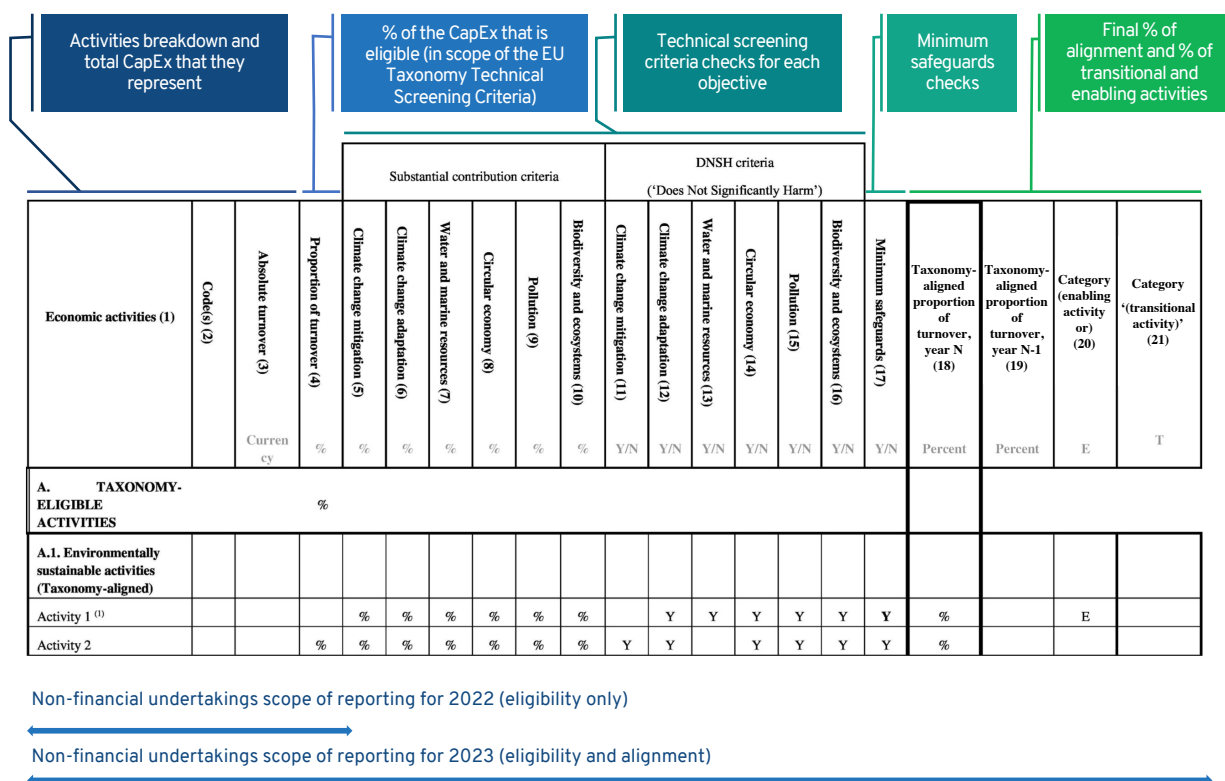 Activities breakdown and
total CapEx that they
represent
% of the CapEx that is
eligible (in scope of the EU
Taxonomy Technical
Screening Criteria)
Technical screening
criteria checks for each
objective
Minimum
safeguards
checks
Final % of
alignment and % of
transitional and
enabling activities
Substantial contribution criteria
DNSH criteria
(‘Does Not Significantly Harm’)
Economic activities (1)
Code(s) (2)
Absolute turnover (3)
Proportion of turnover (4)
Climate change mitigation (5)
Climate change adaptation (6)
Water and marine resources (7)
Circular economy (8)
Pollution (9)
Biodiversity and ecosystems (10)
Climate change mitigation (11)
Climate change adaptation (12)
Water and marine resources (13)
Circular economy (14)
Pollution (15)
Biodiversity and ecosystems (16)
Minimum safeguards (17)
Taxonomy-
aligned
proportion
of
turnover,
year N
(18)
Taxonomy-
aligned
proportion
of
turnover,
year N-1
(19)
Category
(enabling
activity
or)
(20)
Category
‘(transitional
activity)’
(21)
Curren
cy
% % % % % % % Y/N Y/N Y/N Y/N Y/N Y/N Y/N Percent Percent E T
A. TAXONOMY-
ELIGIBLE
ACTIVITIES
%
A.1. Environmentally
sustainable activities
(Taxonomy-aligned)
Activity 1 (1) % % % % % % Y Y Y Y Y Y % E
Activity 2 % % % % % % % Y Y Y Y Y Y %
Non-financial undertakings scope of reporting for 2022 (eligibility only)
Non-financial undertakings scope of reporting for 2023 (eligibility and alignment)